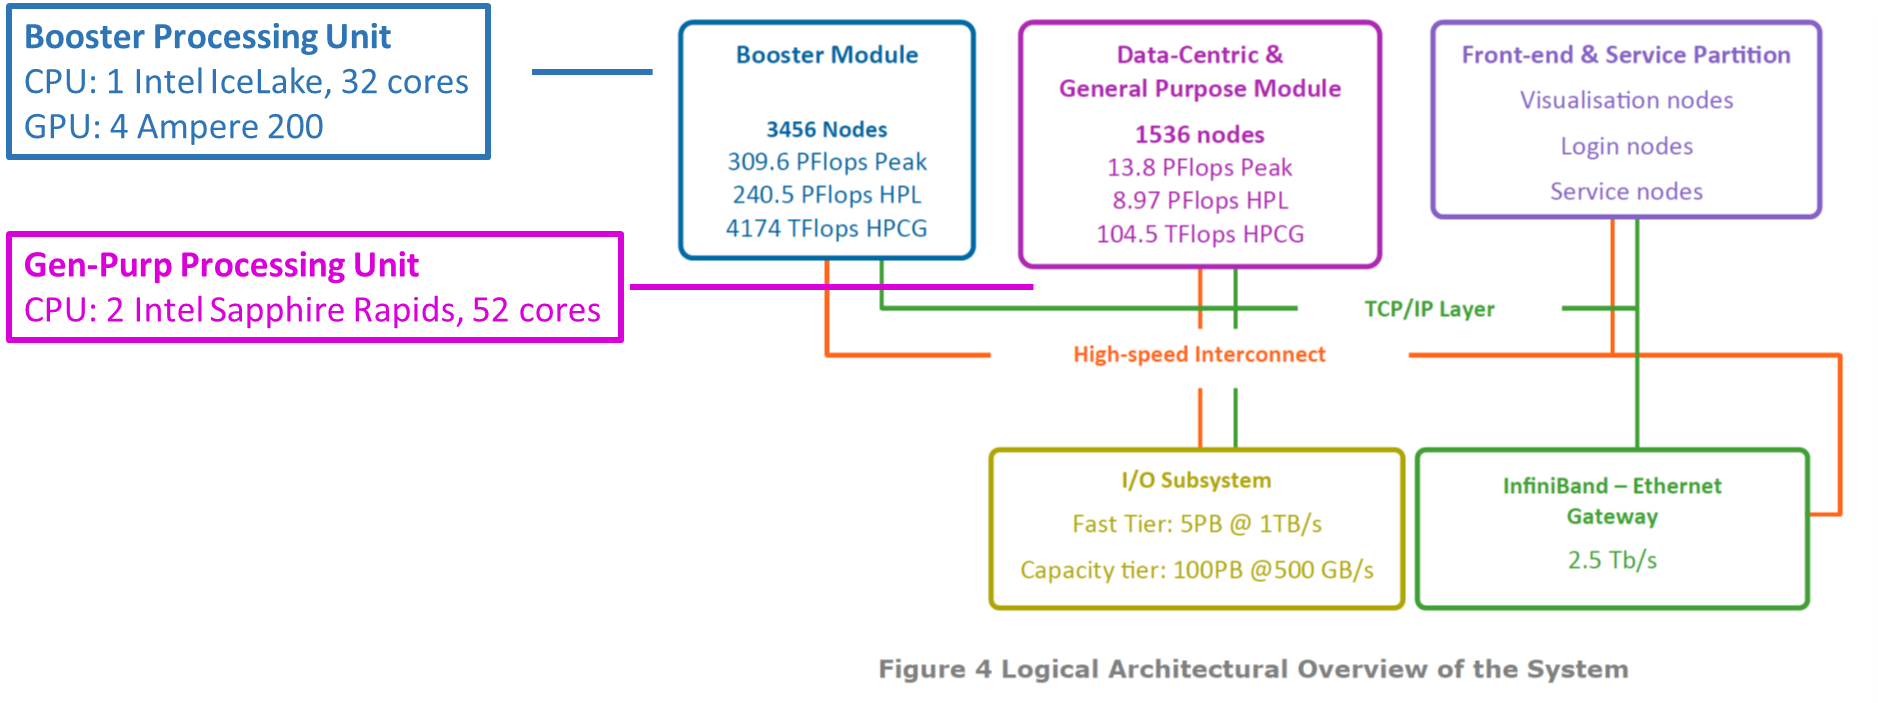 Booster Processing Unit
CPU: 1 Intel IceLake, 32 cores
GPU: 4 Ampere 200
Gen-Purp Processing Unit
CPU: 2 Intel Sapphire Rapids, 52 cores
Booster Module
3456 Nodes
309.6 PFlops Peak
240.5 PFlops HPL
4174 TFlops HPCG
Data-Centric &
General Purpose Module
1536 nodes
13.8 PFlops Peak
8.97 PFlops HPL
104.5 TFlops HPCG
Front-end & Service Partition
Visualisation nodes
Login nodes
Service nodes
TCP/IP Layer
High-speed Interconnect
I/O Subsystem
Fast Tier: 5PB @ 1TB/s
Capacity tier: 100PB @500 GB/s
InfiniBand – Ethernet
Gateway
2.5 Tb/s
Figure 4 Logical Architectural Overview of the System